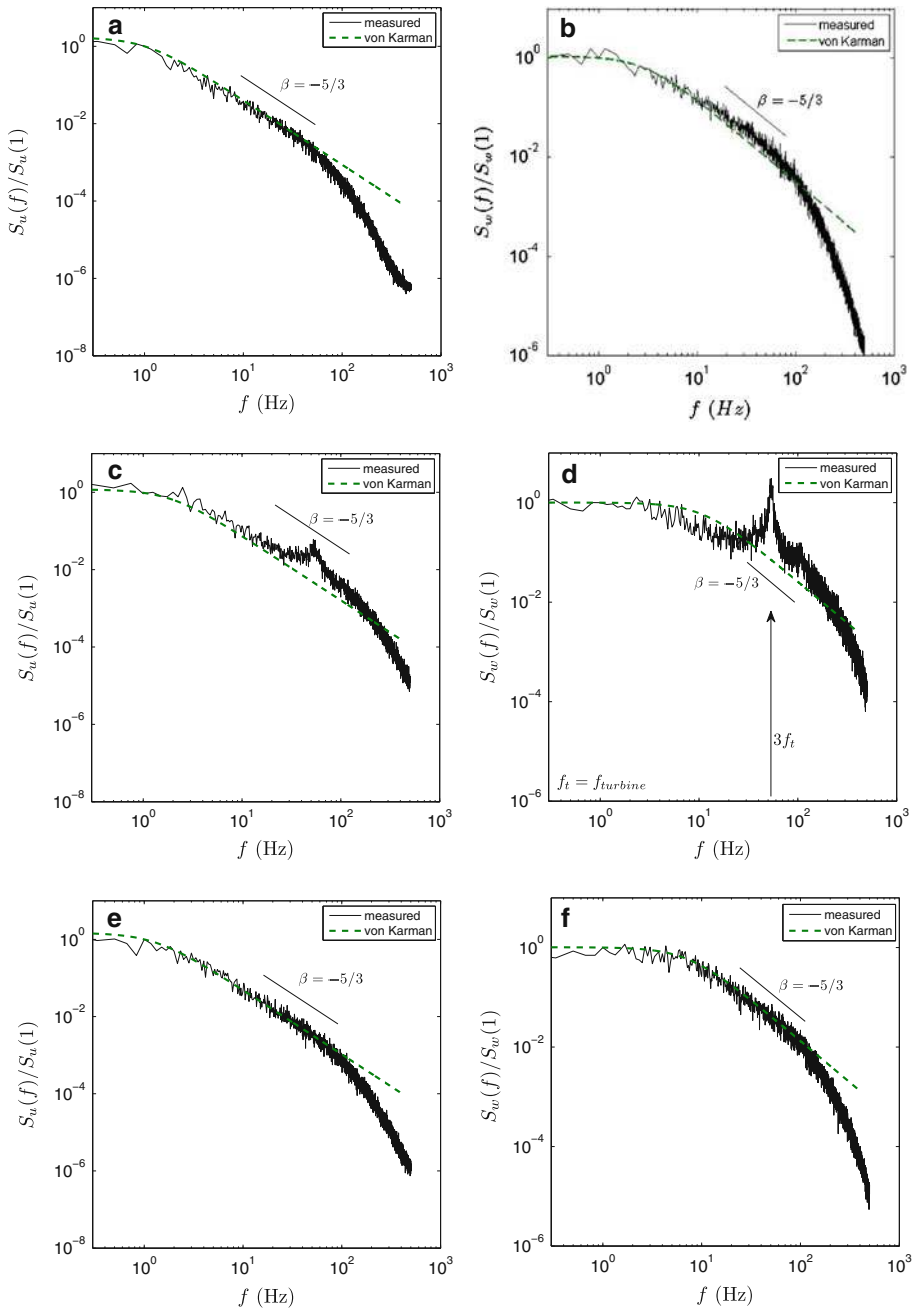 a
measured
von Karman
10^0
10^-2
10^-4
10^-6
10^-8
β = −5/3
S_u(f)/S_u(1)
10^0 10^1 10^2 10^3
f (Hz)
b
measured
von Karman
10^0
10^-2
10^-4
10^-6
β = −5/3
S_w(f)/S_w(1)
10^0 10^1 10^2 10^3
f (Hz)
c
measured
von Karman
10^0
10^-2
10^-4
10^-6
10^-8
β = −5/3
S_u(f)/S_u(1)
10^0 10^1 10^2 10^3
f (Hz)
d
measured
von Karman
10^0
10^-2
10^-4
10^-6
β = −5/3
3f_t
f_t = f_turbine
S_w(f)/S_w(1)
10^0 10^1 10^2 10^3
f (Hz)
e
measured
von Karman
10^0
10^-2
10^-4
10^-6
10^-8
β = −5/3
S_u(f)/S_u(1)
10^0 10^1 10^2 10^3
f (Hz)
f
measured
von Karman
10^0
10^-2
10^-4
10^-6
β = −5/3
S_w(f)/S_w(1)
10^0 10^1 10^2 10^3
f (Hz)